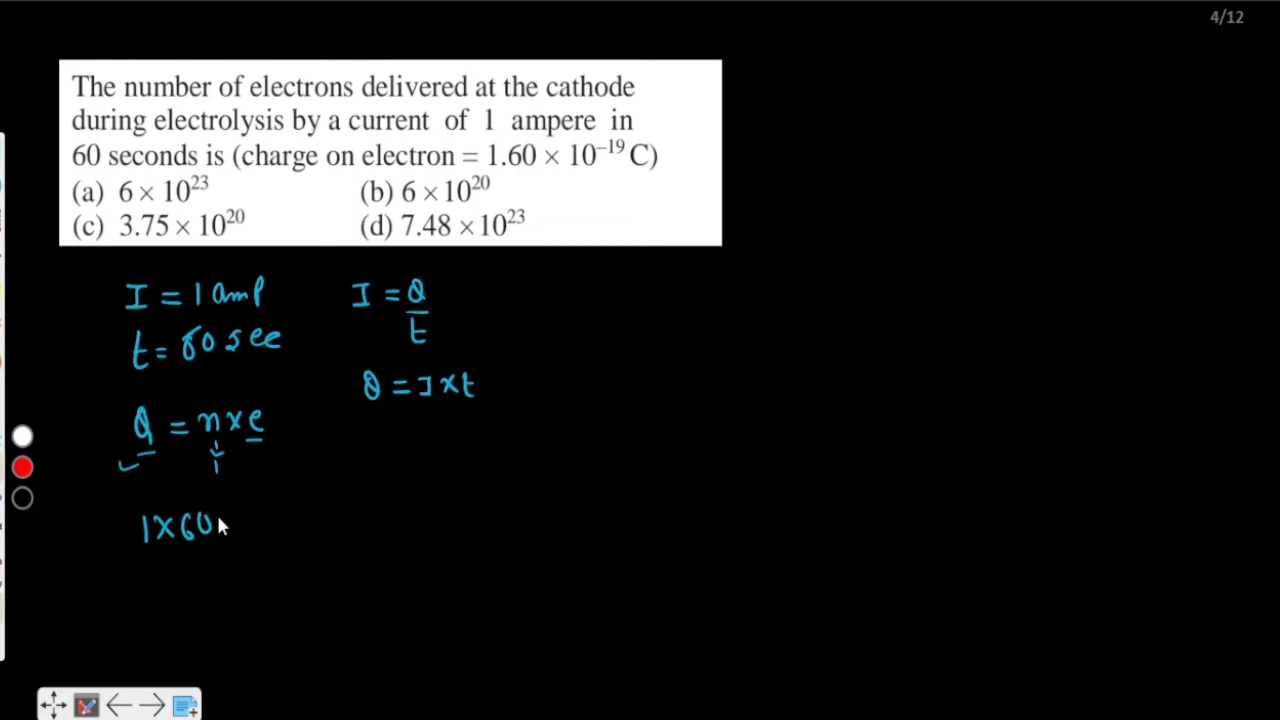 4/12
The number of electrons delivered at the cathode
during electrolysis by a current of 1 ampere in
60 seconds is (charge on electron = 1.60 × 10⁻¹⁹ C)
(a) 6 × 10²³ (b) 6 × 10²⁰
(c) 3.75 × 10²⁰ (d) 7.48 × 10²³
I = 1 amp I = Q/t
t = 60 sec
Q = I × t
Q = n × e
1 × 60